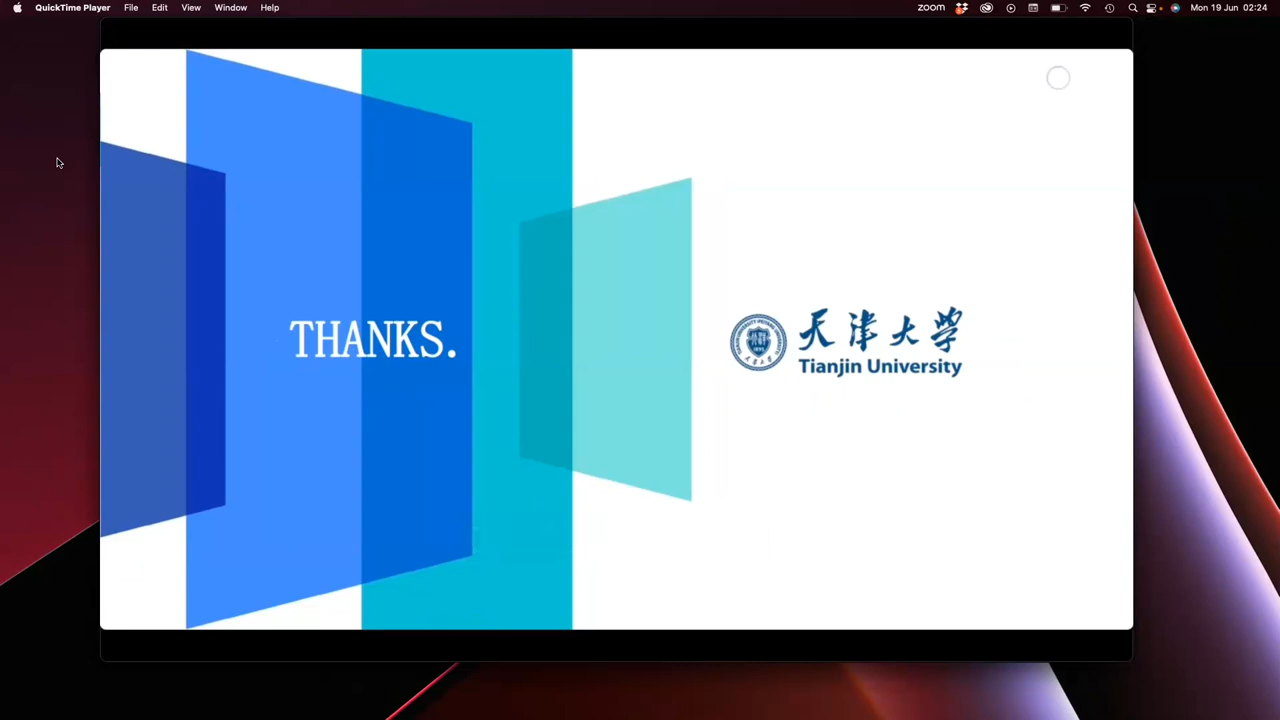 QuickTime Player File Edit View Window Help zoom Mon 19 Jun 02:24
THANKS.
天津大学
Tianjin University
1895